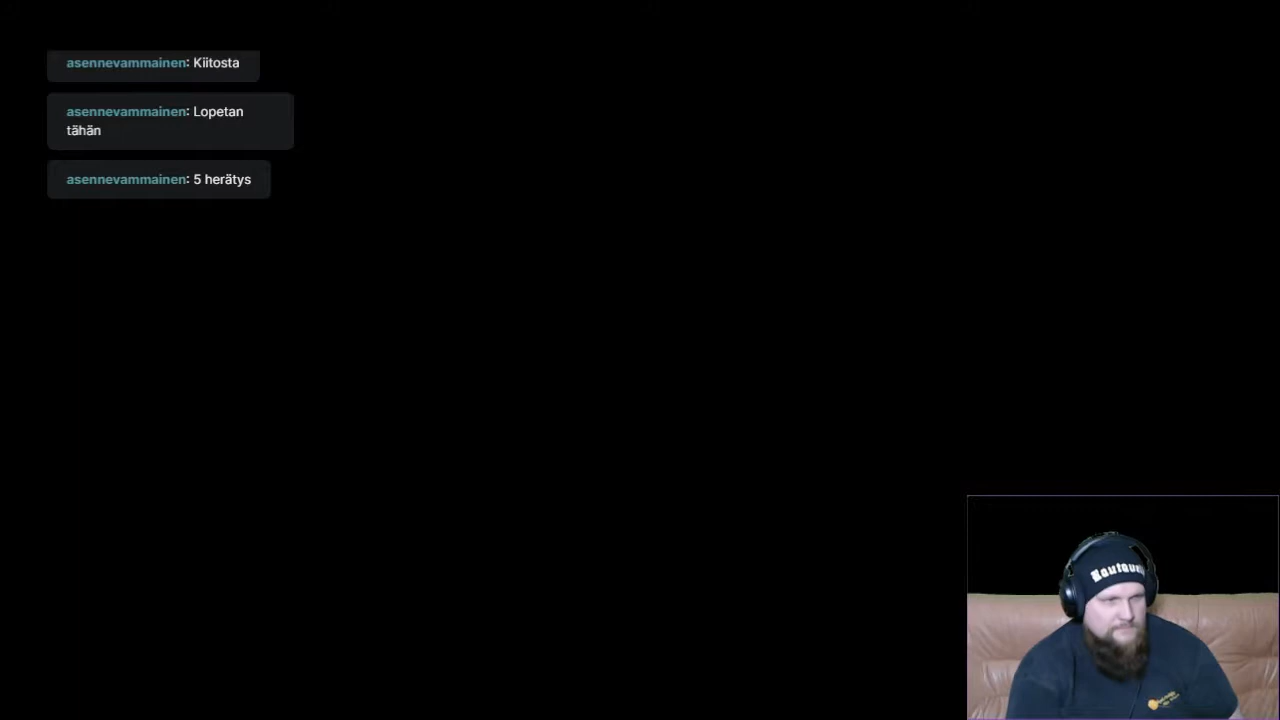 asennevammainen: Kiitosta
asennevammainen: Lopetan
tähän
asennevammainen: 5 herätys